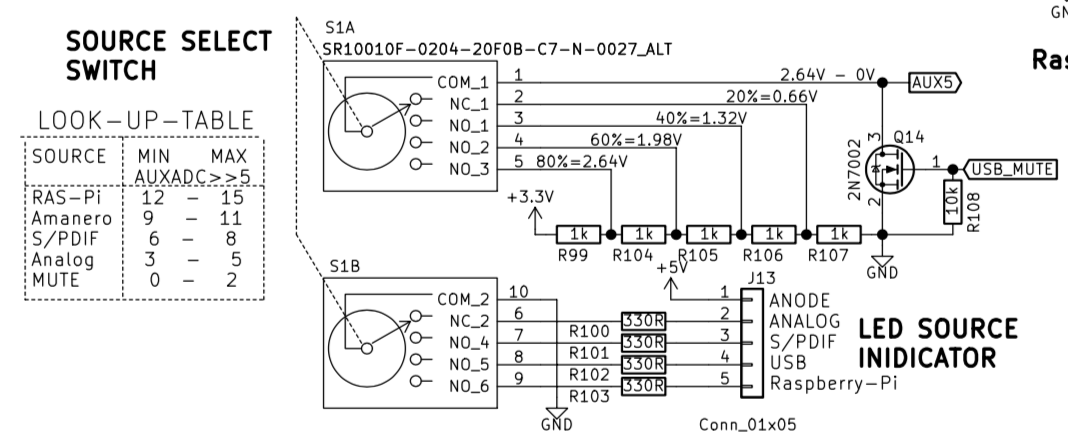 SOURCE SELECT
SWITCH
LOOK-UP-TABLE
SOURCE MIN MAX
AUXADC>>5
RAS-Pi 12 - 15
Amanero 9 - 11
S/PDIF 6 - 8
Analog 3 - 5
MUTE 0 - 2
S1A
SR10010F-0204-20F0B-C7-N-0027_ALT
COM_1 1 2.64V - 0V AUX5
NC_1 2 20%=0.66V
NO_1 3 40%=1.32V
NO_2 4 60%=1.98V
NO_3 5 80%=2.64V
3 Q14
2N7002
1 USB_MUTE
2
10k R108
+3.3V
1k 1k 1k 1k 1k
R99 R104 R105 R106 R107
GND
S1B
COM_2 10
NC_2 6
NO_4 7
NO_5 8
NO_6 9
GND
R100 330R
R101 330R
R102 330R
R103 330R
+5V
J13
1 ANODE
2 ANALOG
3 S/PDIF
4 USB
5 Raspberry-Pi
Conn_01x05
LED SOURCE
INIDICATOR
GN
Ras